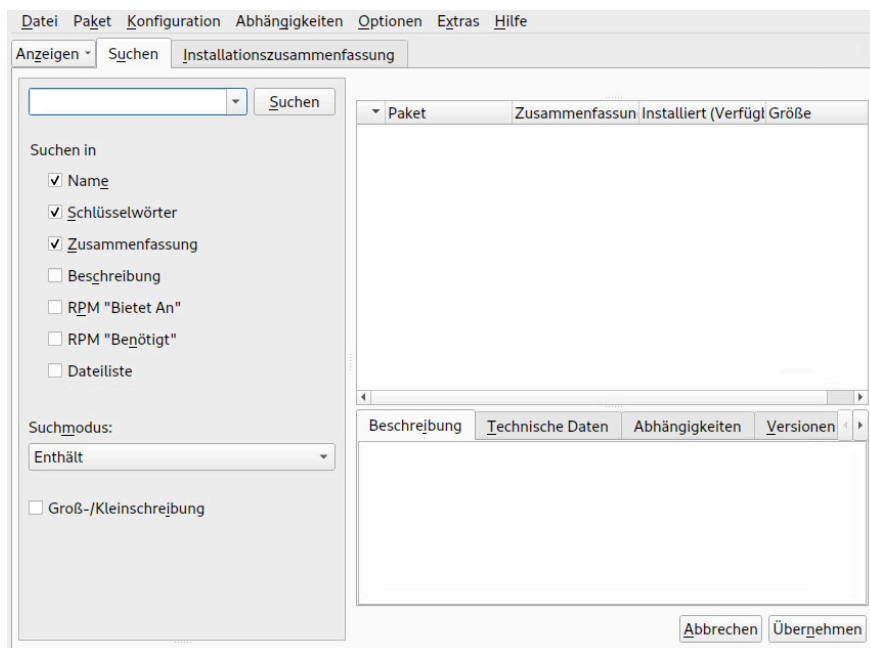 Datei Paket Konfiguration Abhängigkeiten Optionen Extras Hilfe
Anzeigen Suchen Installationszusammenfassung
Suchen
Paket Zusammenfassun Installiert (Verfügb Größe
Suchen in
Name
Schlüsselwörter
Zusammenfassung
Beschreibung
RPM "Bietet An"
RPM "Benötigt"
Dateiliste
Suchmodus:
Enthält
Groß-/Kleinschreibung
Beschreibung Technische Daten Abhängigkeiten Versionen
Abbrechen Übernehmen